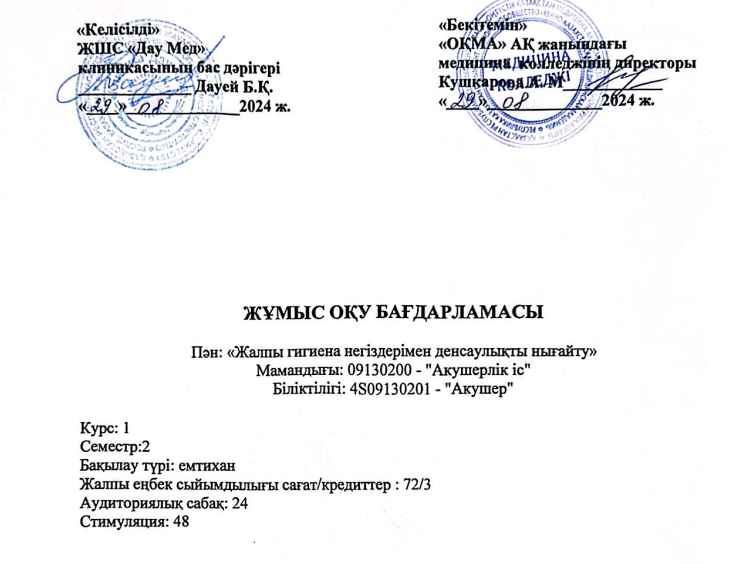 «Келісілді»
ЖШС «Дау Мед»
клиникасының бас дәрігері
Дауей Б.Қ.
« 29 » 08 2024 ж.
«Бекітемін»
«ОҚМА» АҚ жанындағы
медицина колледжінің директоры
МЕДИЦИНА
КОЛЛЕДЖІ
« 29 » 08 2024 ж.
ЖҰМЫС ОҚУ БАҒДАРЛАМАСЫ
Пән: «Жалпы гигиена негіздерімен денсаулықты нығайту»
Мамандығы: 09130200 - "Акушерлік іс"
Біліктілігі: 4S09130201 - "Акушер"
Курс: 1
Семестр:2
Бақылау түрі: емтихан
Жалпы еңбек сыйымдылығы сағат/кредиттер : 72/3
Аудиториялық сабақ: 24
Стимуляция: 48